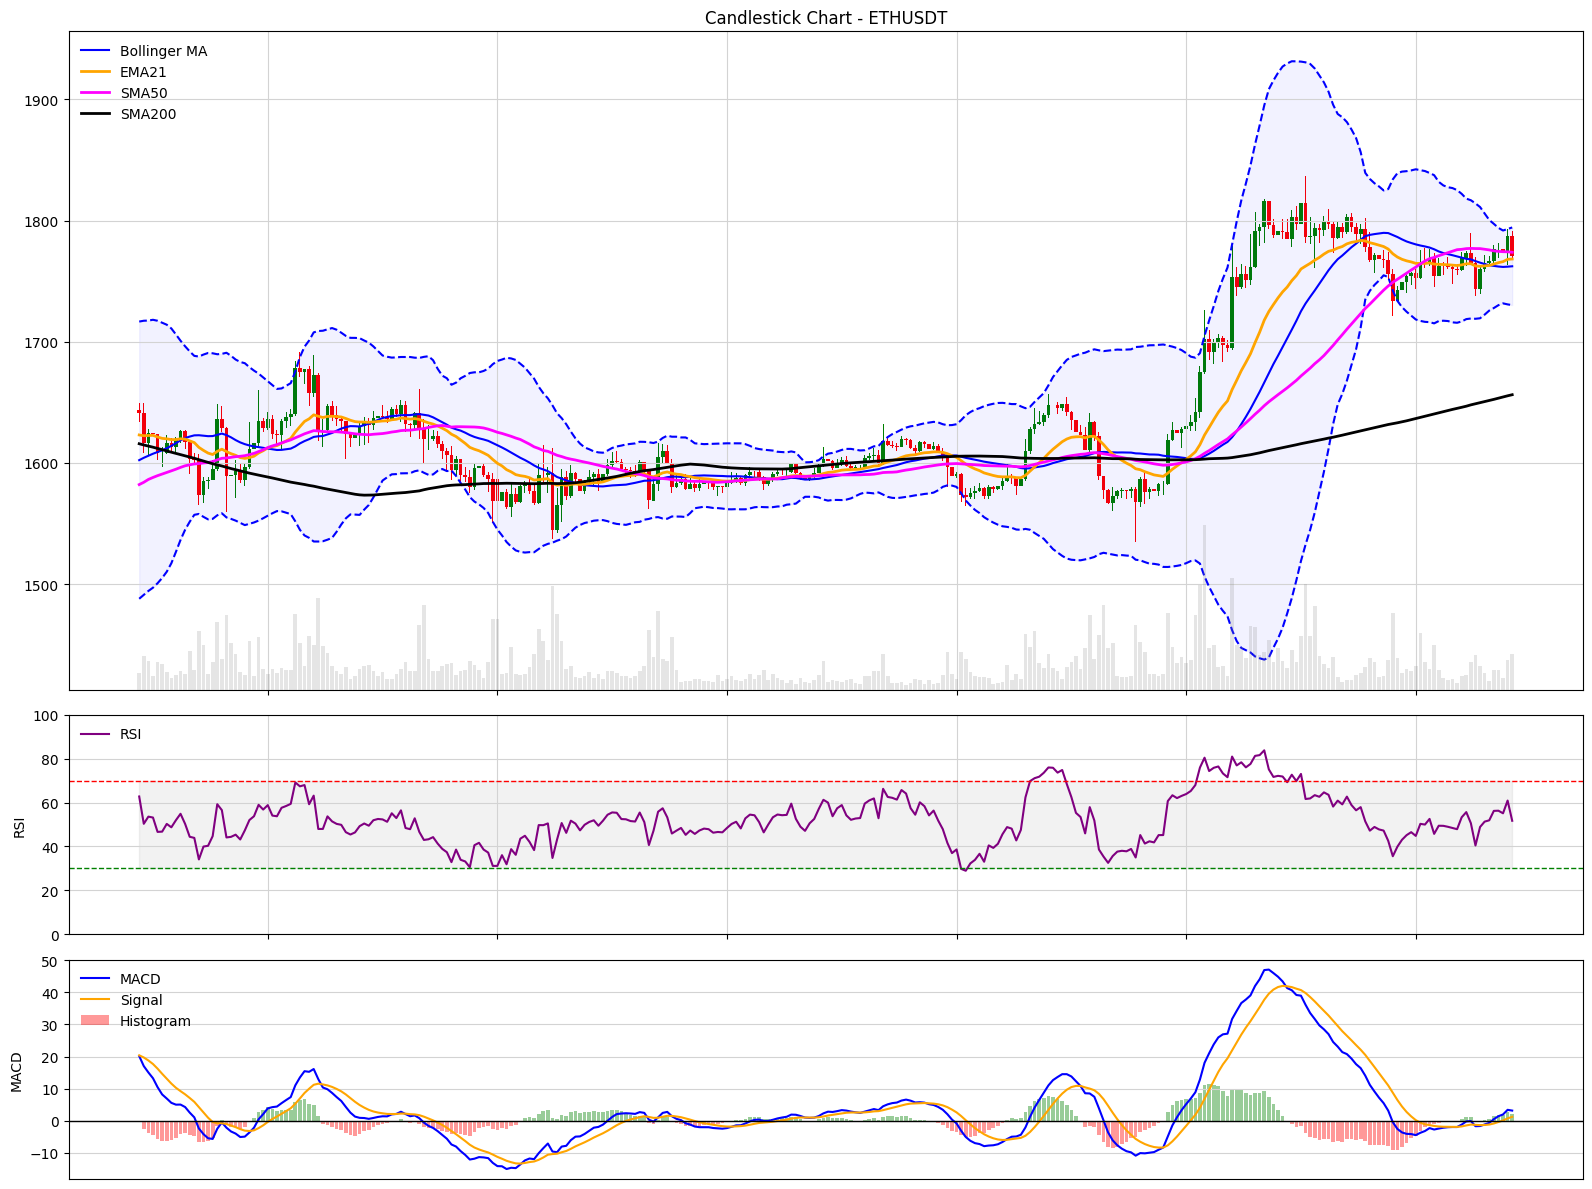 Candlestick Chart - ETHUSDT
Bollinger MA
EMA21
SMA50
SMA200
1900
1800
1700
1600
1500
RSI
100
80
60
40
20
0
RSI
MACD
Signal
Histogram
50
40
30
20
10
0
−10
MACD